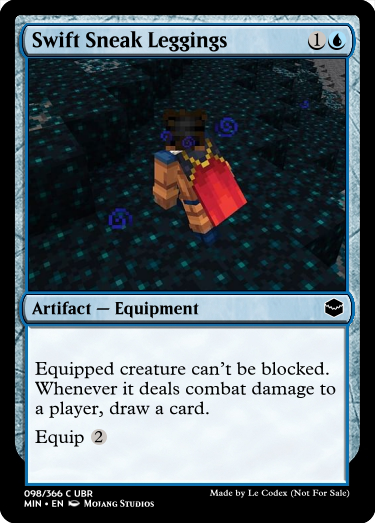 Swift Sneak Leggings 1
Artifact — Equipment
Equipped creature can't be blocked.
Whenever it deals combat damage to
a player, draw a card.
Equip 2
098/366 C UBR
MIN • EN Mojang Studios
Made by Le Codex (Not For Sale)